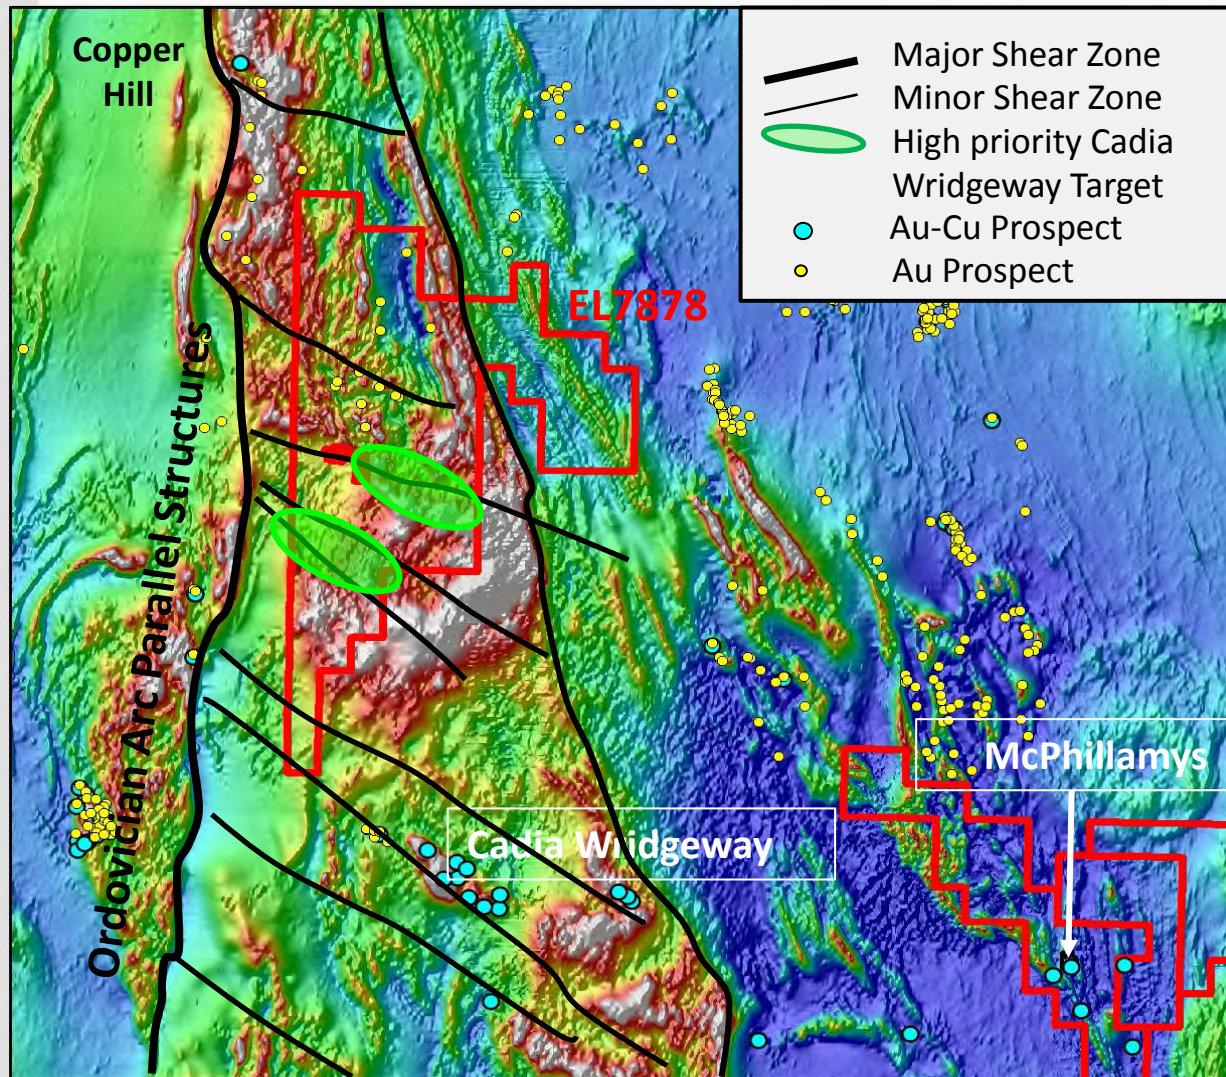 Copper
Hill
Major Shear Zone
Minor Shear Zone
High priority Cadia
Wridgeway Target
Au-Cu Prospect
Au Prospect
EL7878
Ordovician Arc Parallel Structures
McPhillamys
Cadia Wridgeway